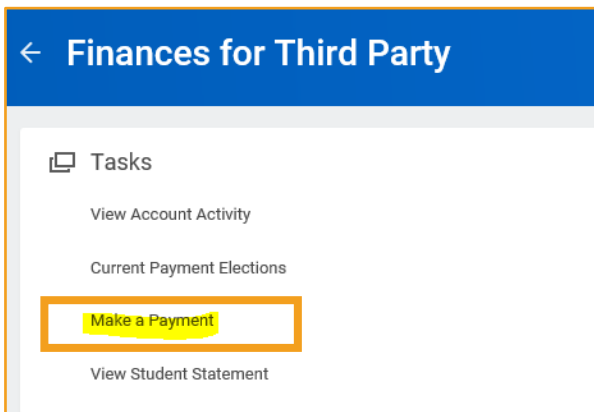 Finances for Third Party
Tasks
View Account Activity
Current Payment Elections
Make a Payment
View Student Statement